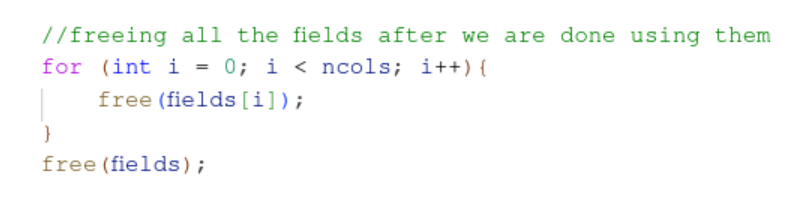 //freeing all the fields after we are done using them
for (int i = 0; i < ncols; i++){
    free(fields[i]);
}
free(fields);